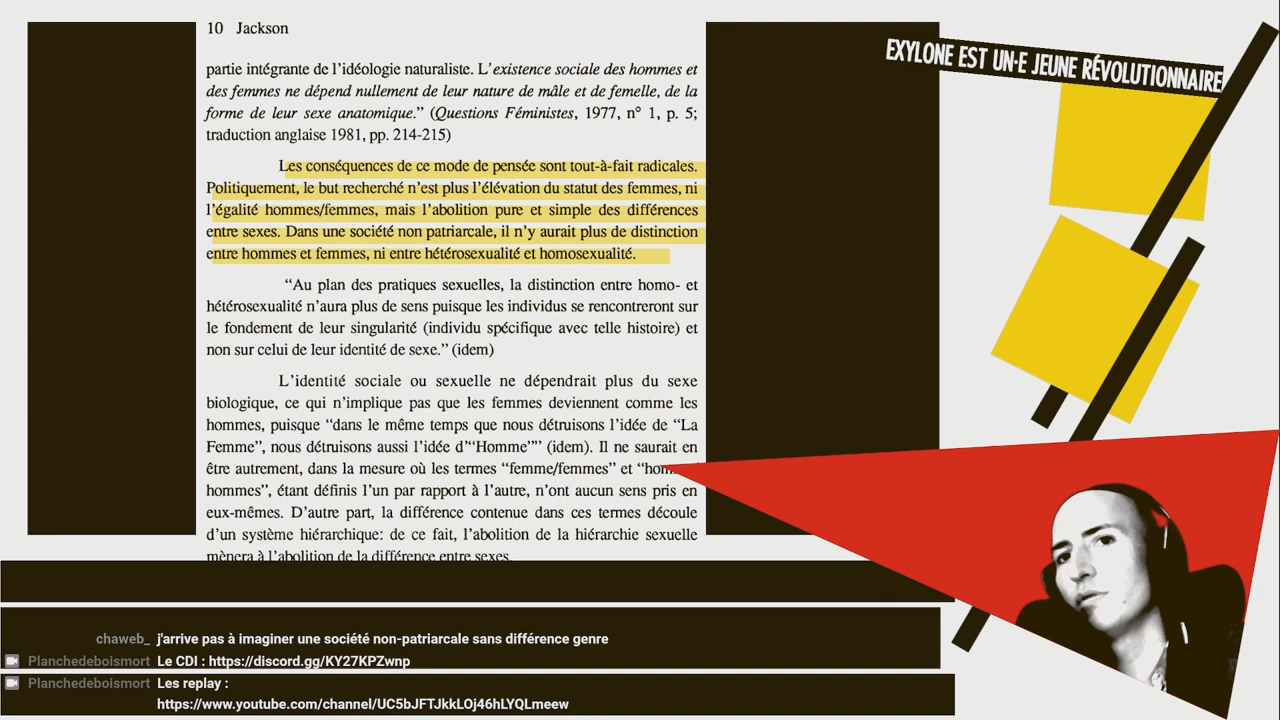 10 Jackson
EXYLONE EST UN·E JEUNE RÉVOLUTIONNAIRE
partie intégrante de l'idéologie naturaliste. L'existence sociale des hommes et
des femmes ne dépend nullement de leur nature de mâle et de femelle, de la
forme de leur sexe anatomique.” (Questions Féministes, 1977, n° 1, p. 5;
traduction anglaise 1981, pp. 214-215)
Les conséquences de ce mode de pensée sont tout-à-fait radicales.
Politiquement, le but recherché n'est plus l'élévation du statut des femmes, ni
l'égalité hommes/femmes, mais l'abolition pure et simple des différences
entre sexes. Dans une société non patriarcale, il n'y aurait plus de distinction
entre hommes et femmes, ni entre hétérosexualité et homosexualité.
“Au plan des pratiques sexuelles, la distinction entre homo- et
hétérosexualité n'aura plus de sens puisque les individus se rencontreront sur
le fondement de leur singularité (individu spécifique avec telle histoire) et
non sur celui de leur identité de sexe.” (idem)
L'identité sociale ou sexuelle ne dépendrait plus du sexe
biologique, ce qui n'implique pas que les femmes deviennent comme les
hommes, puisque “dans le même temps que nous détruisons l'idée de “La
Femme”, nous détruisons aussi l'idée d'“Homme”” (idem). Il ne saurait en
être autrement, dans la mesure où les termes “femme/femmes” et
hommes”, étant définis l'un par rapport à l'autre, n'ont aucun sens pris en
eux-mêmes. D'autre part, la différence contenue dans ces termes découle
d'un système hiérarchique: de ce fait, l'abolition de la hiérarchie sexuelle
mènera à l'abolition de la différence entre sexes.
chaweb_ j'arrive pas à imaginer une société non-patriarcale sans différence genre
Planchedeboismort Le CDI : https://discord.gg/KY27KPZwnp
Planchedeboismort Les replay :
https://www.youtube.com/channel/UC5bJFTJkkLOj46hLYQLmeew